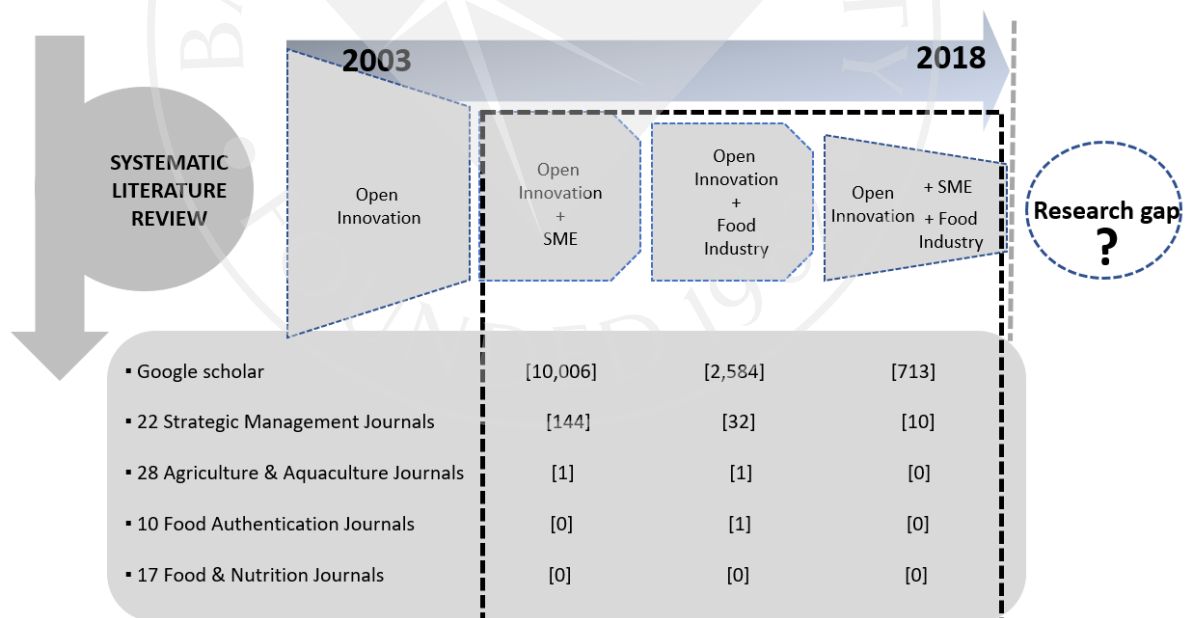 2003
2018
SYSTEMATIC
LITERATURE
REVIEW
Open
Innovation
Open
Innovation
+
SME
Open
Innovation
+
Food
Industry
Open
Innovation
+ SME
+ Food
Industry
Research gap
?
▪ Google scholar [10,006] [2,584] [713]
▪ 22 Strategic Management Journals [144] [32] [10]
▪ 28 Agriculture & Aquaculture Journals [1] [1] [0]
▪ 10 Food Authentication Journals [0] [1] [0]
▪ 17 Food & Nutrition Journals [0] [0] [0]